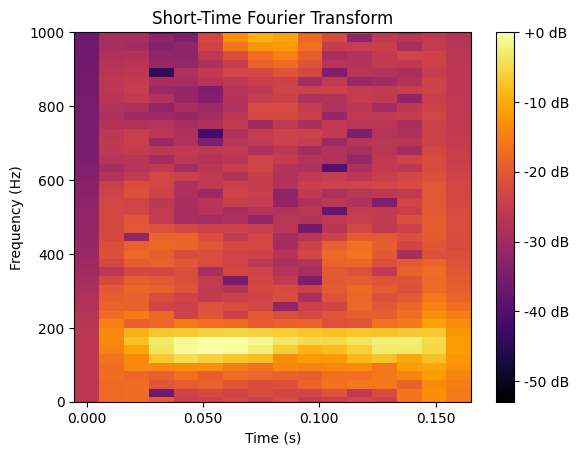 Short-Time Fourier Transform
1000
800
600
400
200
0
Frequency (Hz)
0.000
0.050
0.100
0.150
Time (s)
+0 dB
-10 dB
-20 dB
-30 dB
-40 dB
-50 dB